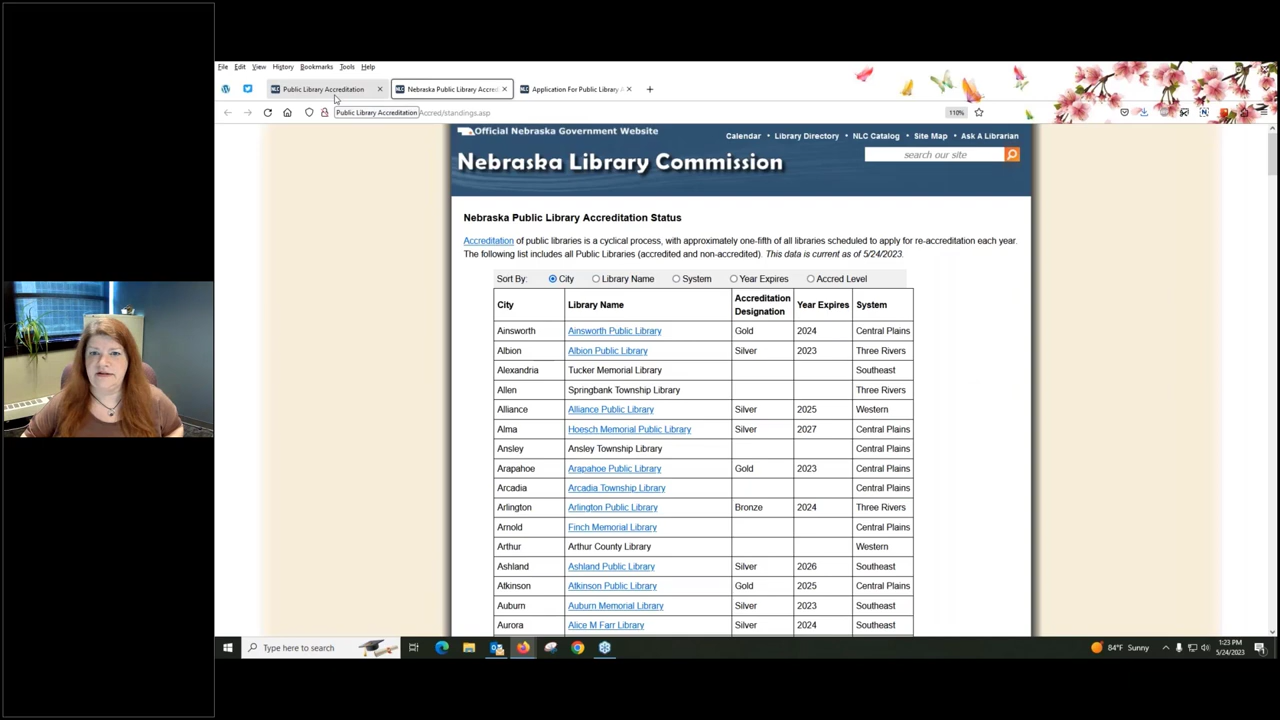 File Edit View History Bookmarks Tools Help
Public Library Accreditation
Nebraska Public Library Accred
Application For Public Library A
Public Library Accreditation
Accred/standings.asp
110%
Official Nebraska Government Website
Calendar • Library Directory • NLC Catalog • Site Map • Ask A Librarian
Nebraska Library Commission
search our site
Nebraska Public Library Accreditation Status
Accreditation of public libraries is a cyclical process, with approximately one-fifth of all libraries scheduled to apply for re-accreditation each year.
The following list includes all Public Libraries (accredited and non-accredited). This data is current as of 5/24/2023.
Sort By: City Library Name System Year Expires Accred Level
City Library Name Accreditation Designation Year Expires System
Ainsworth Ainsworth Public Library Gold 2024 Central Plains
Albion Albion Public Library Silver 2023 Three Rivers
Alexandria Tucker Memorial Library Southeast
Allen Springbank Township Library Three Rivers
Alliance Alliance Public Library Silver 2025 Western
Alma Hoesch Memorial Public Library Silver 2027 Central Plains
Ansley Ansley Township Library Central Plains
Arapahoe Arapahoe Public Library Gold 2023 Central Plains
Arcadia Arcadia Township Library Central Plains
Arlington Arlington Public Library Bronze 2024 Three Rivers
Arnold Finch Memorial Library Central Plains
Arthur Arthur County Library Western
Ashland Ashland Public Library Silver 2026 Southeast
Atkinson Atkinson Public Library Gold 2025 Central Plains
Auburn Auburn Memorial Library Silver 2023 Southeast
Aurora Alice M Farr Library Silver 2024 Southeast
Type here to search
84°F Sunny
1:23 PM
5/24/2023